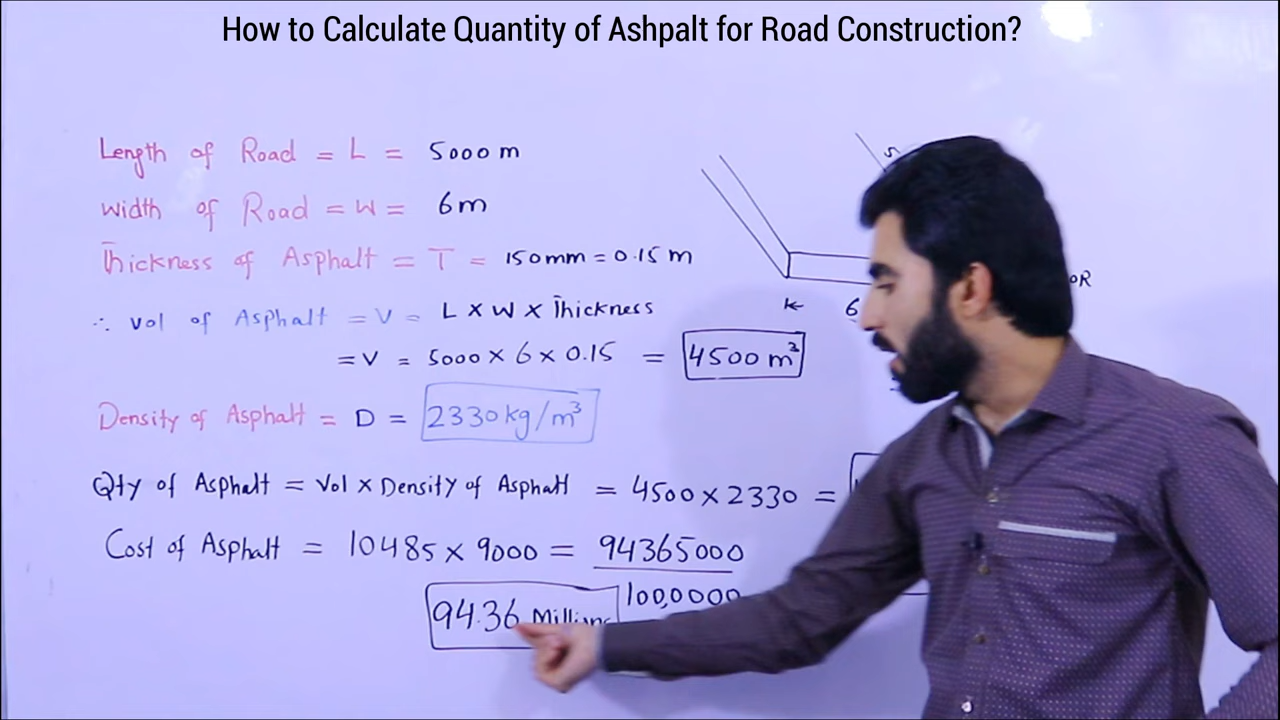 How to Calculate Quantity of Ashpalt for Road Construction?
Length of Road = L = 5000 m
Width of Road = W = 6m
Thickness of Asphalt = T = 150mm = 0.15 m
∴ Vol of Asphalt = V = L X W X Thickness
= V = 5000 X 6 X 0.15 = 4500 m³
Density of Asphalt = D = 2330 kg/m³
Qty of Asphalt = Vol x Density of Asphalt = 4500 X 2330 =
Cost of Asphalt = 10485 X 9000 = 94365000
100,0000
94.36 Millions
6
OR